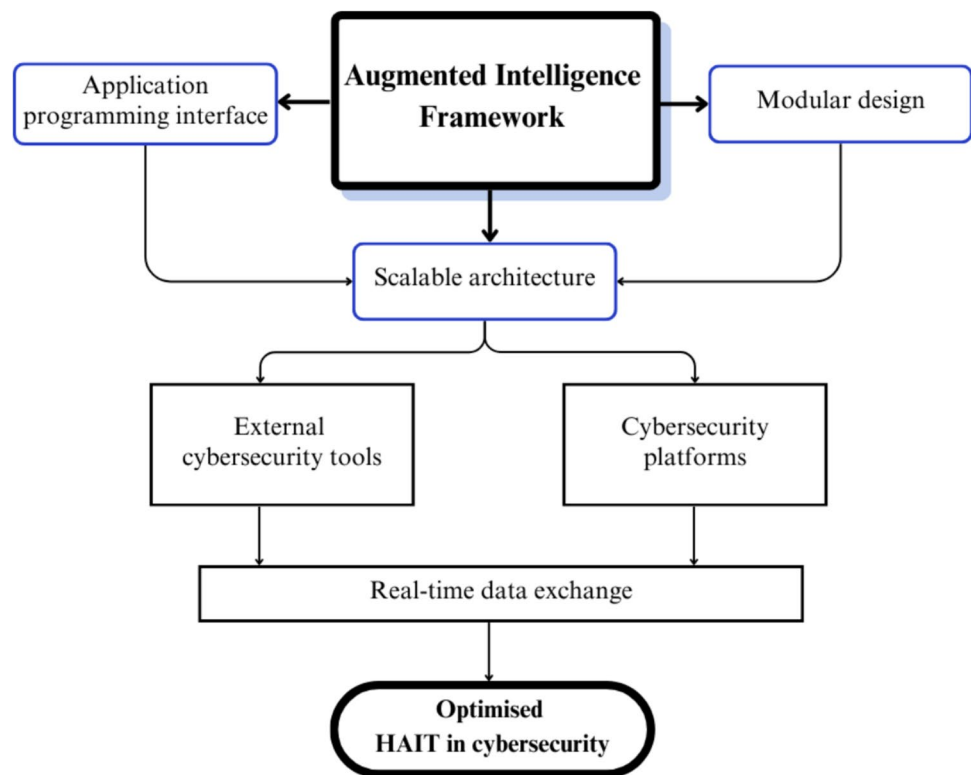 Augmented Intelligence
Framework
Application
programming interface
Modular design
Scalable architecture
External
cybersecurity tools
Cybersecurity
platforms
Real-time data exchange
Optimised
HAIT in cybersecurity